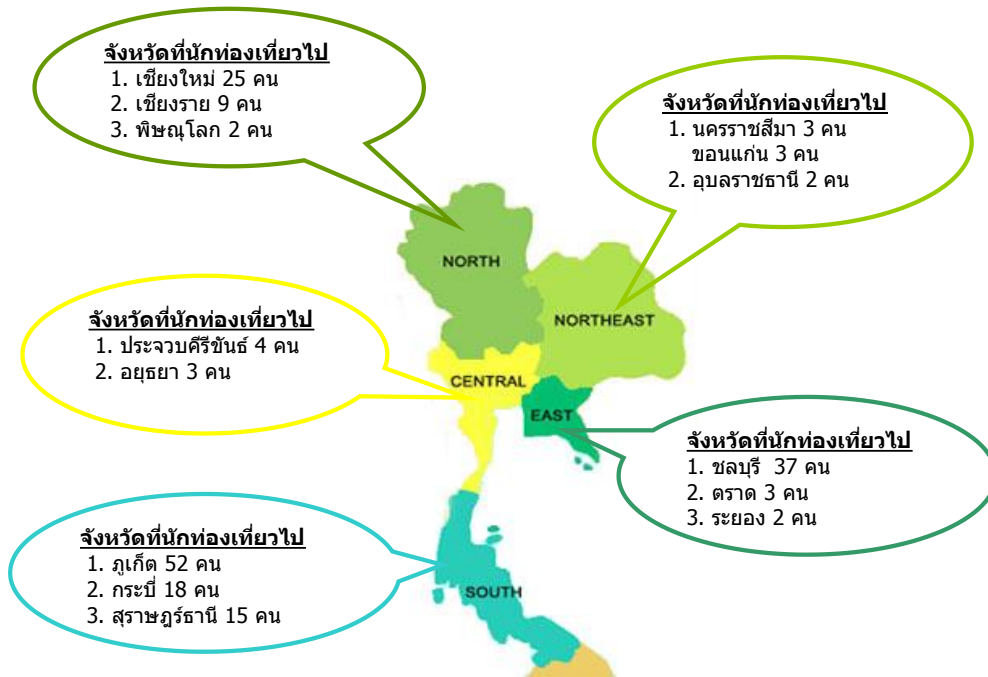 จังหวัดที่นักท่องเที่ยวไป
1. เชียงใหม่ 25 คน
2. เชียงราย 9 คน
3. พิษณุโลก 2 คน
จังหวัดที่นักท่องเที่ยวไป
1. นครราชสีมา 3 คน
ขอนแก่น 3 คน
2. อุบลราชธานี 2 คน
NORTH
NORTHEAST
จังหวัดที่นักท่องเที่ยวไป
1. ประจวบคีรีขันธ์ 4 คน
2. อยุธยา 3 คน
CENTRAL
EAST
จังหวัดที่นักท่องเที่ยวไป
1. ชลบุรี 37 คน
2. ตราด 3 คน
3. ระยอง 2 คน
จังหวัดที่นักท่องเที่ยวไป
1. ภูเก็ต 52 คน
2. กระบี่ 18 คน
3. สุราษฎร์ธานี 15 คน
SOUTH